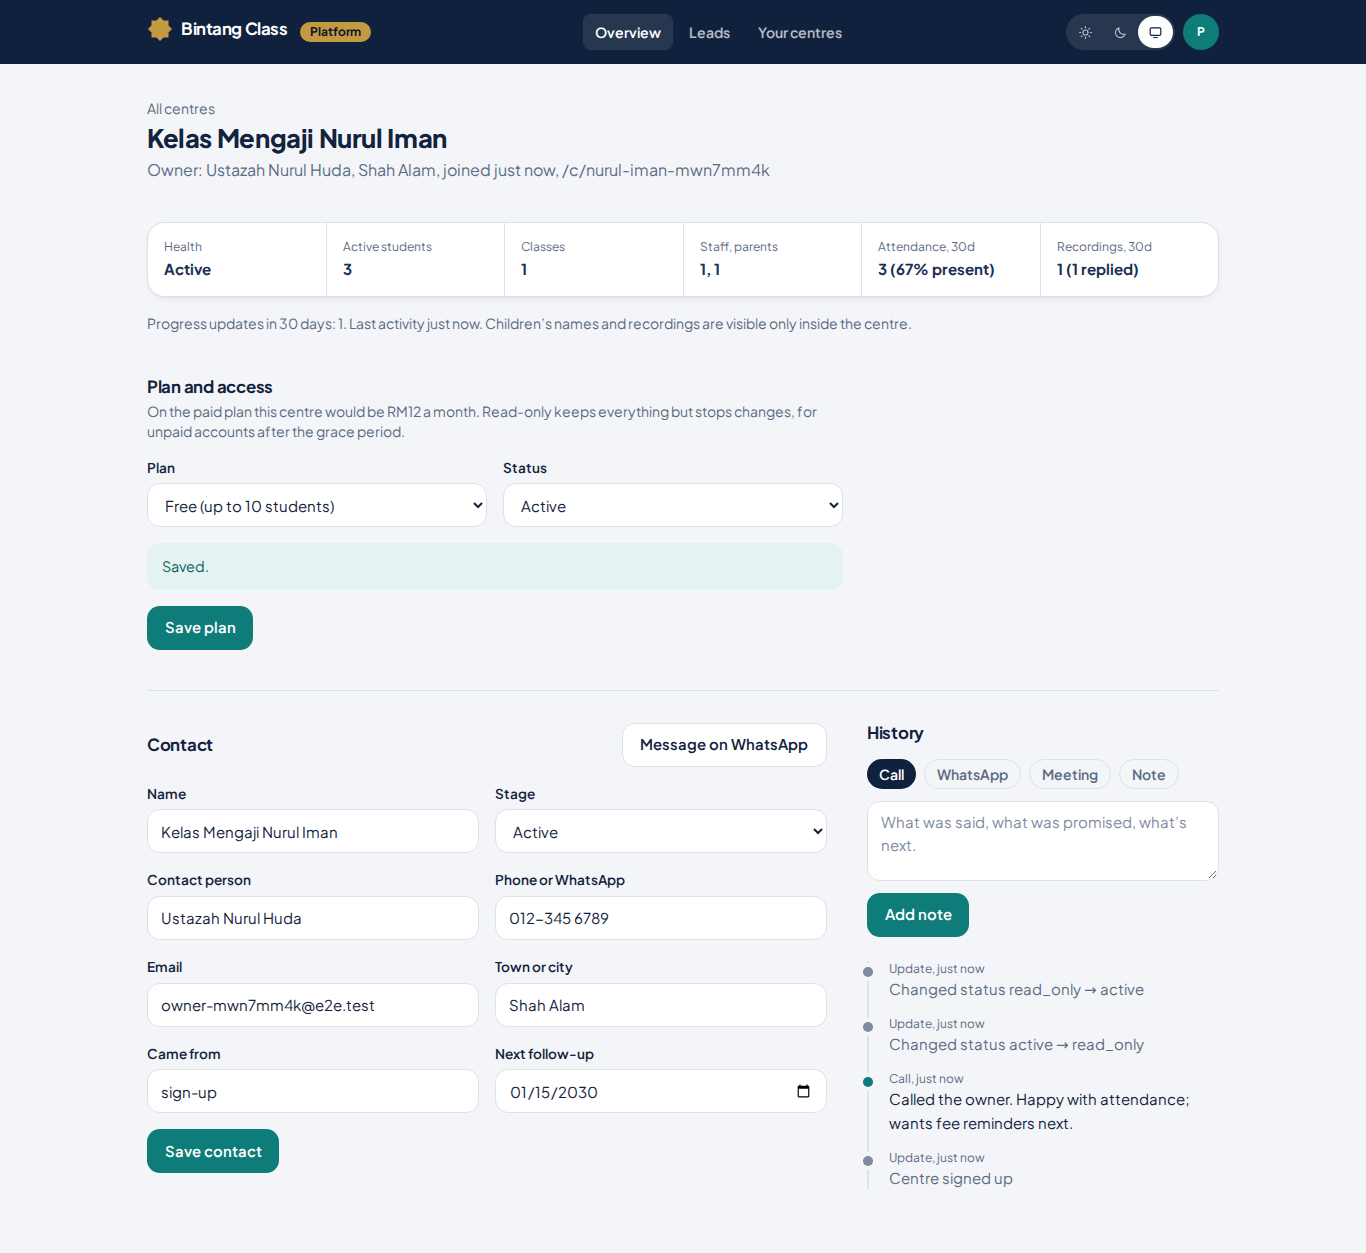 Bintang Class
Platform
Overview
Leads
Your centres
P
All centres
Kelas Mengaji Nurul Iman
Owner: Ustazah Nurul Huda, Shah Alam, joined just now, /c/nurul-iman-mwn7mm4k
Health
Active
Active students
3
Classes
1
Staff, parents
1, 1
Attendance, 30d
3 (67% present)
Recordings, 30d
1 (1 replied)
Progress updates in 30 days: 1. Last activity just now. Children's names and recordings are visible only inside the centre.
Plan and access
On the paid plan this centre would be RM12 a month. Read-only keeps everything but stops changes, for
unpaid accounts after the grace period.
Plan
Status
Free (up to 10 students)
Active
Saved.
Save plan
Contact
Message on WhatsApp
Name
Stage
Kelas Mengaji Nurul Iman
Active
Contact person
Phone or WhatsApp
Ustazah Nurul Huda
012-345 6789
Email
Town or city
owner-mwn7mm4k@e2e.test
Shah Alam
Came from
Next follow-up
sign-up
01/15/2030
Save contact
History
Call
WhatsApp
Meeting
Note
What was said, what was promised, what's
next.
Add note
Update, just now
Changed status read_only → active
Update, just now
Changed status active → read_only
Call, just now
Called the owner. Happy with attendance;
wants fee reminders next.
Update, just now
Centre signed up